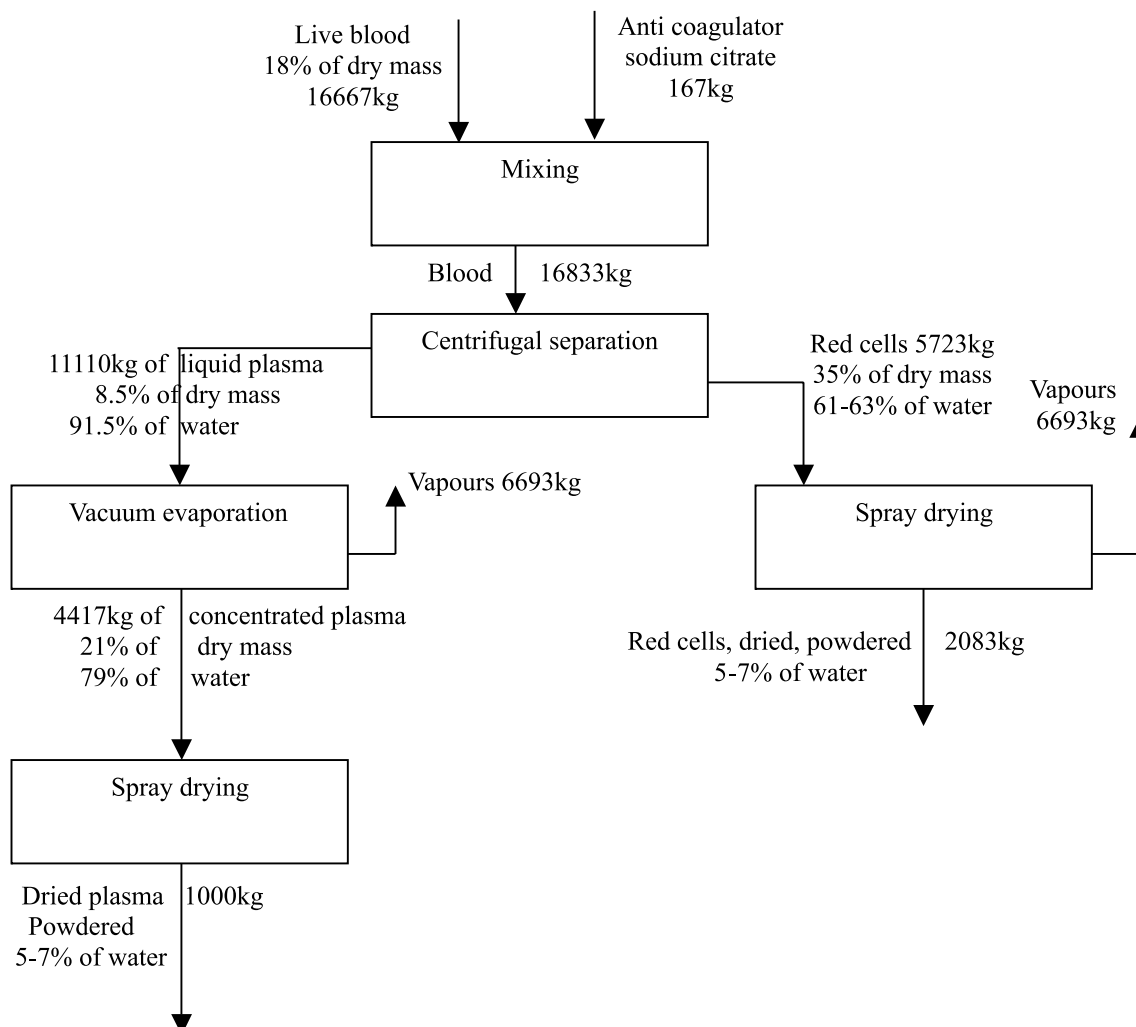 Live blood
18% of dry mass
16667kg
Anti coagulator
sodium citrate
167kg
Mixing
Blood 16833kg
Centrifugal separation
11110kg of liquid plasma
8.5% of dry mass
91.5% of water
Red cells 5723kg
35% of dry mass
61-63% of water
Vapours
6693kg
Vacuum evaporation
Vapours 6693kg
Spray drying
4417kg of concentrated plasma
21% of dry mass
79% of water
Red cells, dried, powdered 2083kg
5-7% of water
Spray drying
Dried plasma 1000kg
Powdered
5-7% of water